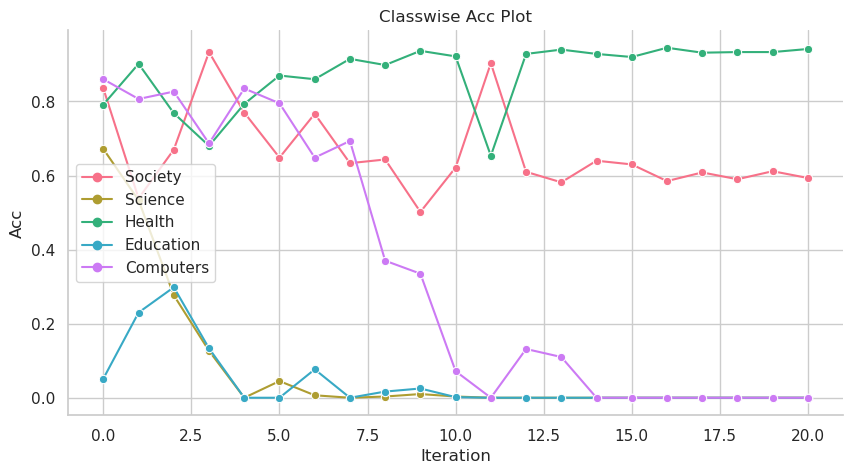 Classwise Acc Plot
Acc
0.8
0.6
0.4
0.2
0.0
Society
Science
Health
Education
Computers
0.0 2.5 5.0 7.5 10.0 12.5 15.0 17.5 20.0
Iteration